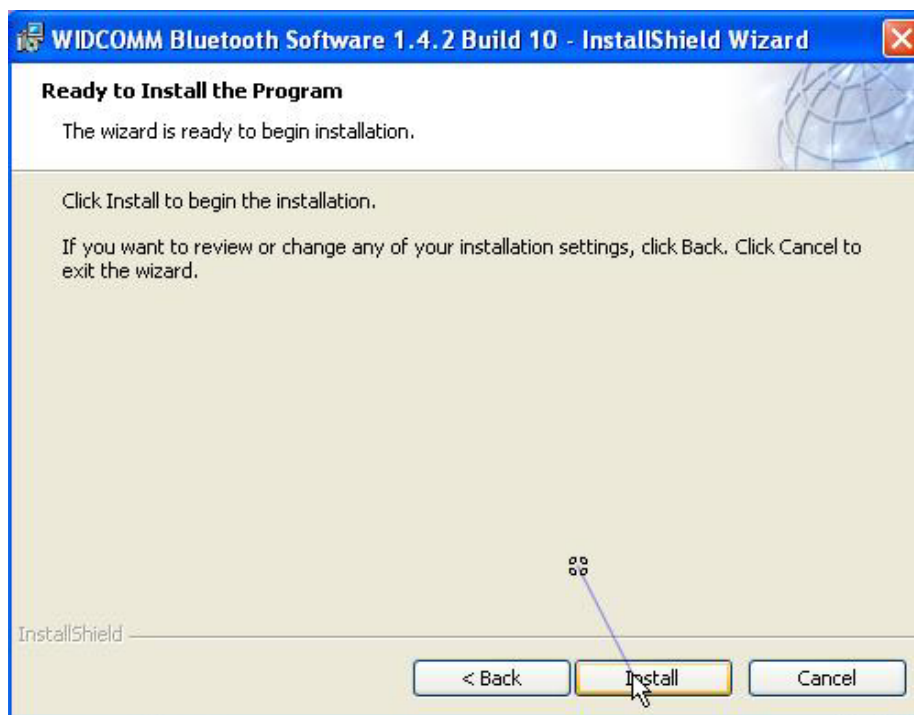 WIDCOMM Bluetooth Software 1.4.2 Build 10 - InstallShield Wizard
Ready to Install the Program
The wizard is ready to begin installation.
Click Install to begin the installation.
If you want to review or change any of your installation settings, click Back. Click Cancel to
exit the wizard.
InstallShield
< Back Install Cancel